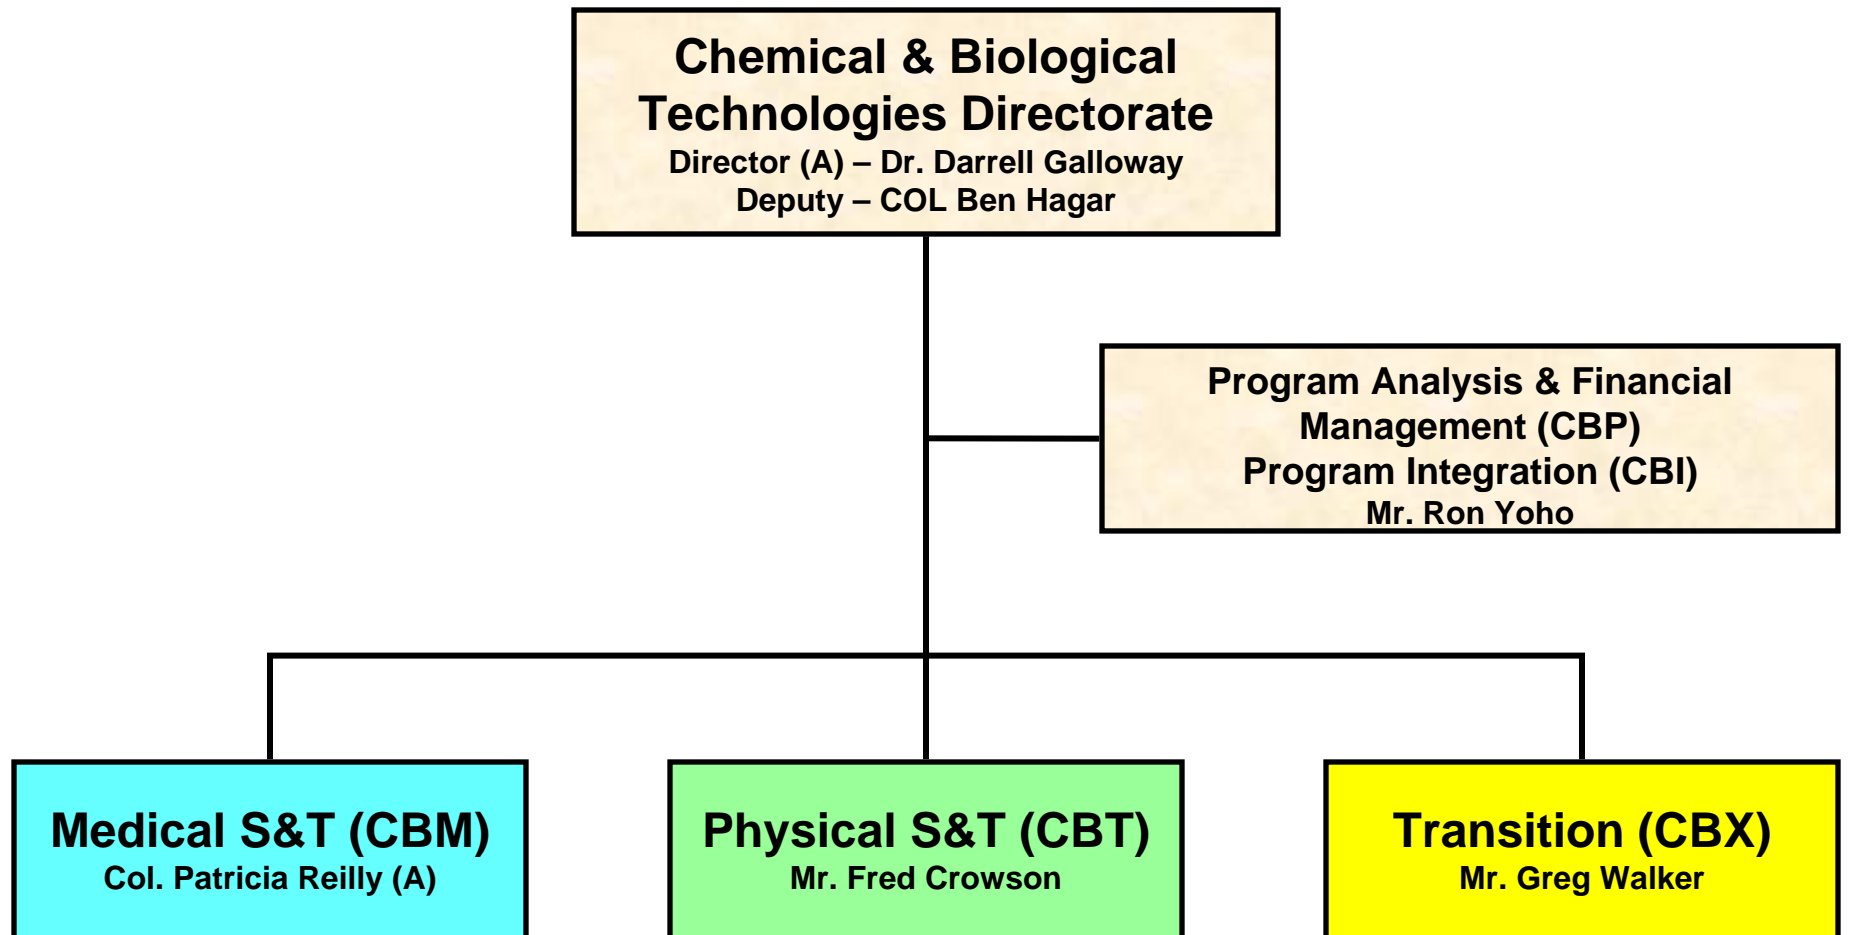 Chemical & Biological
Technologies Directorate
Director (A) – Dr. Darrell Galloway
Deputy – COL Ben Hagar
Program Analysis & Financial
Management (CBP)
Program Integration (CBI)
Mr. Ron Yoho
Medical S&T (CBM)
Col. Patricia Reilly (A)
Physical S&T (CBT)
Mr. Fred Crowson
Transition (CBX)
Mr. Greg Walker